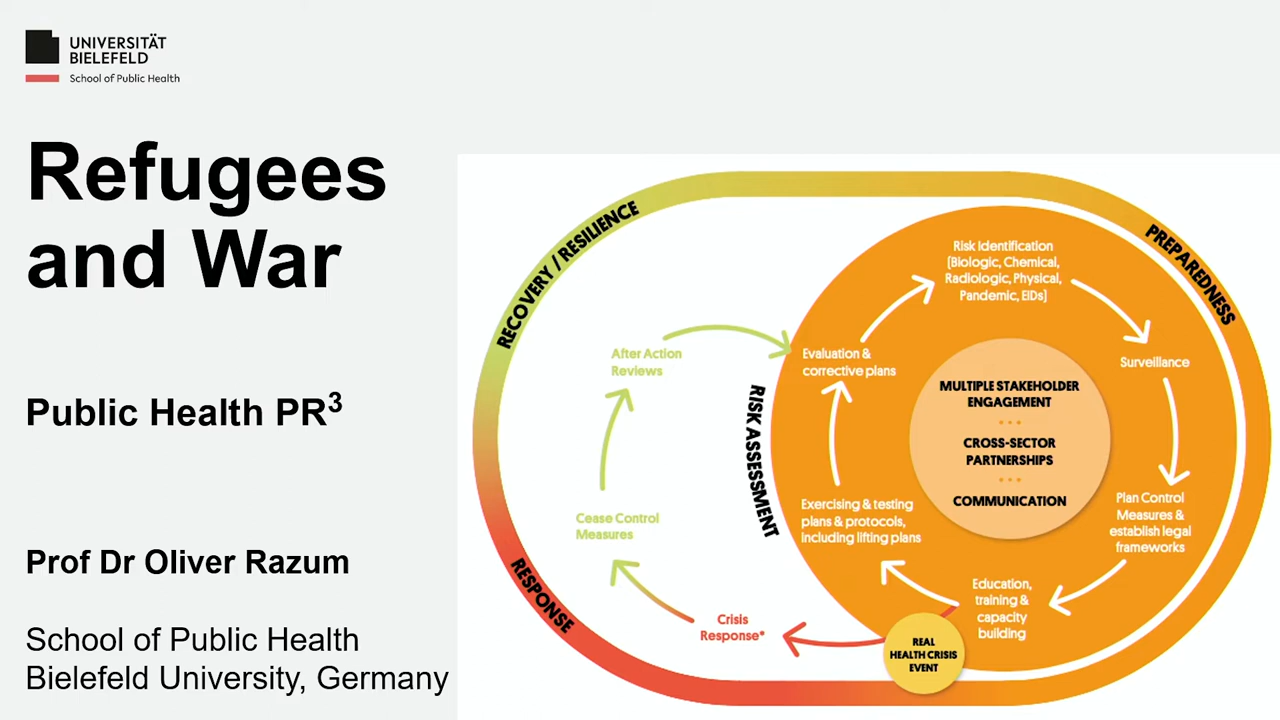 UNIVERSITÄT
BIELEFELD
School of Public Health
Refugees
and War
Public Health PR³
Prof Dr Oliver Razum
School of Public Health
Bielefeld University, Germany
RECOVERY / RESILIENCE
PREPAREDNESS
RESPONSE
RISK ASSESSMENT
Risk Identification
(Biologic, Chemical,
Radiologic, Physical,
Pandemic, EIDs)
Surveillance
Plan Control
Measures &
establish legal
frameworks
Education,
training &
capacity
building
Exercising & testing
plans & protocols,
including lifting plans
Evaluation &
corrective plans
MULTIPLE STAKEHOLDER
ENGAGEMENT
CROSS-SECTOR
PARTNERSHIPS
COMMUNICATION
REAL
HEALTH CRISIS
EVENT
Crisis
Response*
Cease Control
Measures
After Action
Reviews